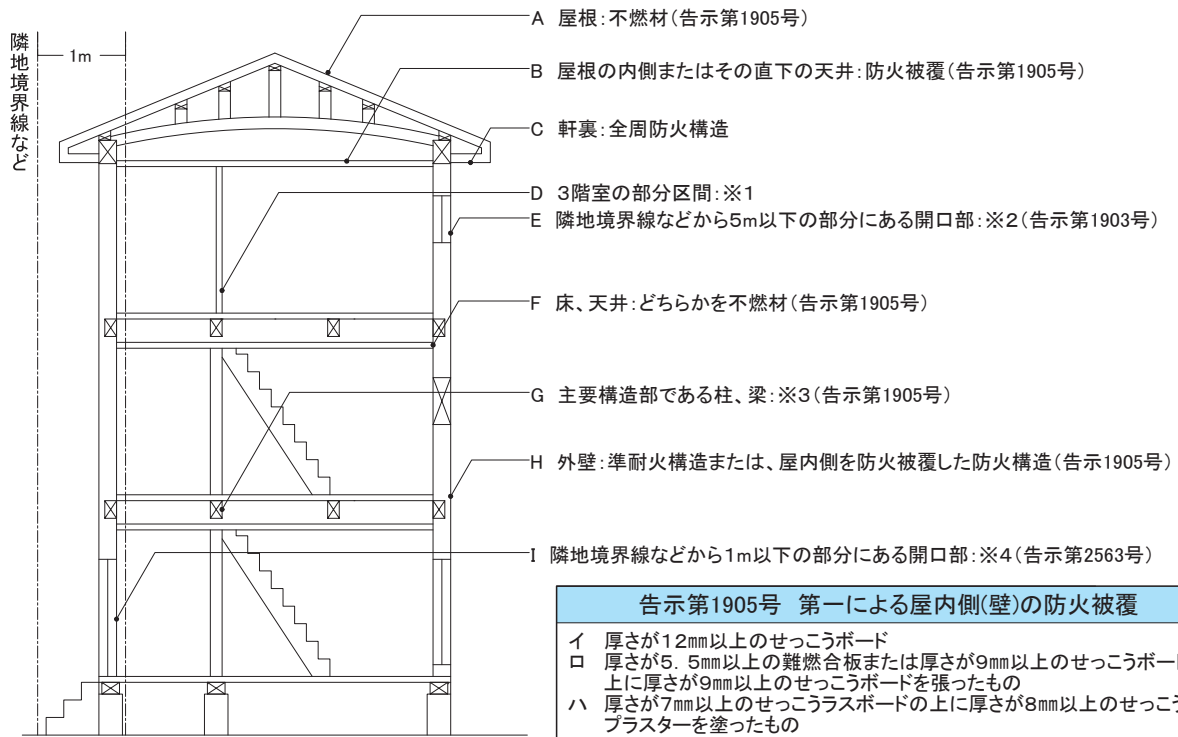 隣地境界線など
1m
A 屋根:不燃材(告示第1905号)
B 屋根の内側またはその直下の天井:防火被覆(告示第1905号)
C 軒裏:全周防火構造
D 3階室の部分区間:※1
E 隣地境界線などから5m以下の部分にある開口部:※2(告示第1903号)
F 床、天井:どちらかを不燃材(告示第1905号)
G 主要構造部である柱、梁:※3(告示第1905号)
H 外壁:準耐火構造または、屋内側を防火被覆した防火構造(告示1905号)
I 隣地境界線などから1m以下の部分にある開口部:※4(告示第2563号)
告示第1905号 第一による屋内側(壁)の防火被覆
イ 厚さが12㎜以上のせっこうボード
ロ 厚さが5.5㎜以上の難燃合板または厚さが9㎜以上のせっこうボー
上に厚さが9㎜以上のせっこうボードを張ったもの
ハ 厚さが7㎜以上のせっこうラスボードの上に厚さが8㎜以上のせっこ
プラスターを塗ったもの